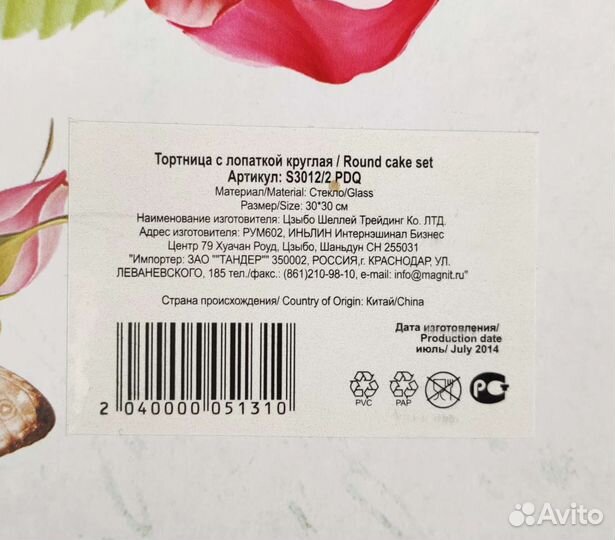 Тортница с лопаткой круглая / Round cake set
Артикул: S3012/2 PDQ
Материал/Material: Стекло/Glass
Размер/Size: 30*30 см
Наименование изготовителя: Цзыбо Шеллей Трейдинг Ко. ЛТД.
Адрес изготовителя: РУМ602, ИНЬЛИН Интернэшинал Бизнес
Центр 79 Хуачан Роуд, Цзыбо, Шаньдун CH 255031
"Импортер: ЗАО ""ТАНДЕР"" 350002, РОССИЯ,г. КРАСНОДАР, УЛ.
ЛЕВАНЕВСКОГО, 185 тел./факс.: (861)210-98-10, e-mail: info@magnit.ru"
Страна происхождения/ Country of Origin: Китай/China
Дата изготовления/
Production date
июль/ July 2014
2 040000 051310
PVC PAP РСТ
Avito